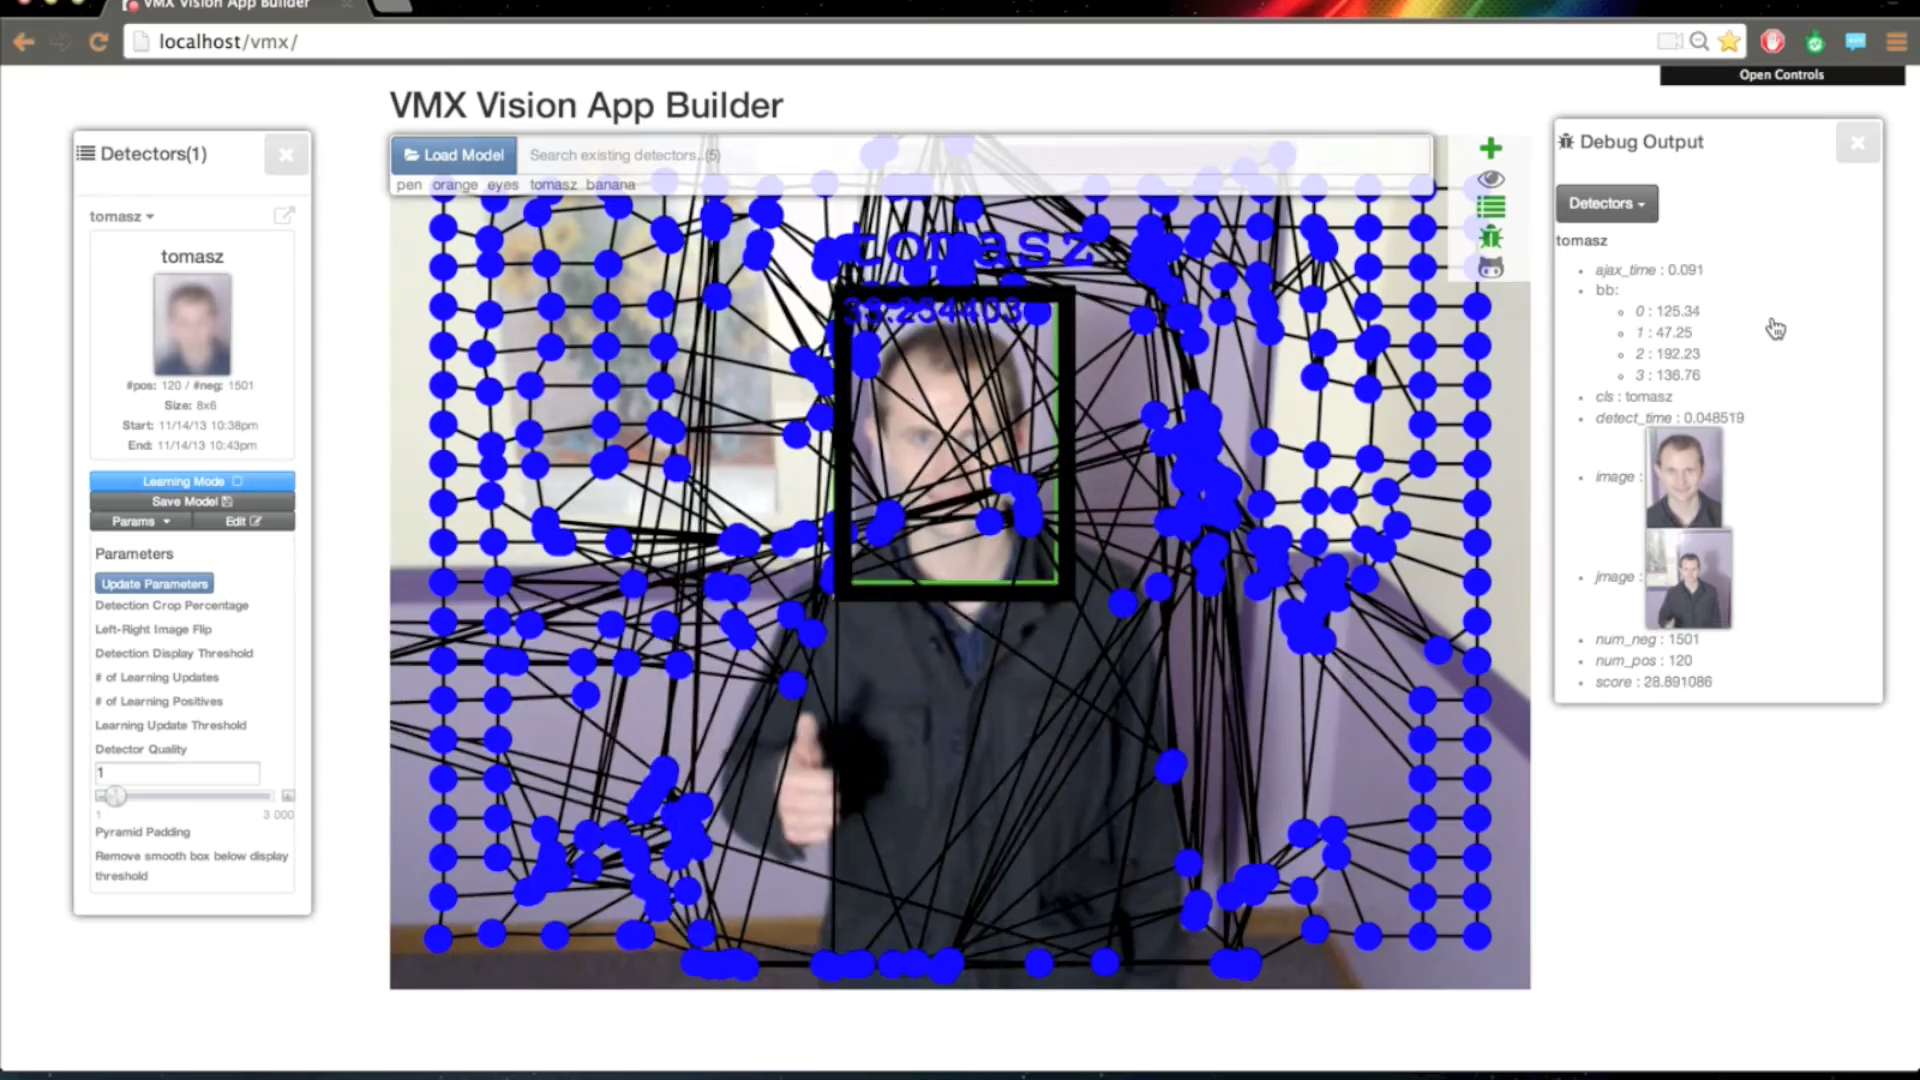 VMX Vision App Builder
localhost/vmx/
Open Controls
VMX Vision App Builder
Detectors(1)
tomasz
tomasz
#pos: 120 / #neg: 1501
Size: 8x6
Start: 11/14/13 10:38pm
End: 11/14/13 10:43pm
Learning Mode
Save Model
Params Edit
Parameters
Update Parameters
Detection Crop Percentage
Left-Right Image Flip
Detection Display Threshold
# of Learning Updates
# of Learning Positives
Learning Update Threshold
Detector Quality
1
1 3 000
Pyramid Padding
Remove smooth box below display
threshold
Load Model Search existing detectors..(5)
pen orange eyes tomasz banana
tomasz
Debug Output
Detectors
tomasz
ajax_time : 0.091
bb:
0 : 125.34
1 : 47.25
2 : 192.23
3 : 136.76
cls : tomasz
detect_time : 0.048519
image :
jmage :
num_neg : 1501
num_pos : 120
score : 28.891086